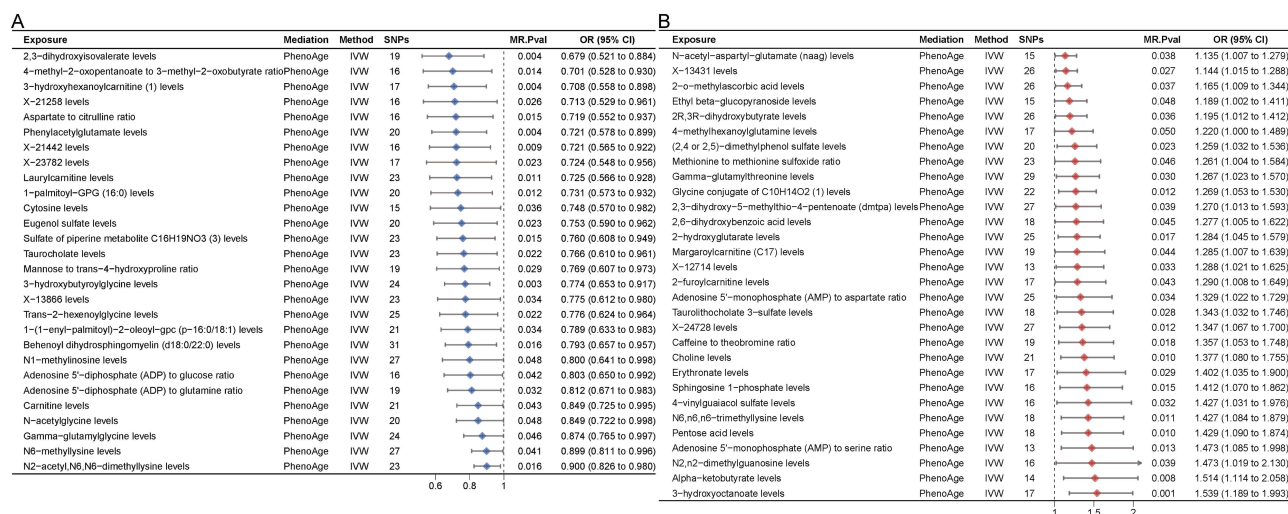 A
Exposure Mediation Method SNPs MR.Pval OR (95% CI)
2,3−dihydroxyisovalerate levels PhenoAge IVW 19 0.004 0.679 (0.521 to 0.884)
4−methyl−2−oxopentanoate to 3−methyl−2−oxobutyrate ratio PhenoAge IVW 16 0.014 0.701 (0.528 to 0.930)
3−hydroxyhexanoylcarnitine (1) levels PhenoAge IVW 17 0.004 0.708 (0.558 to 0.898)
X−21258 levels PhenoAge IVW 16 0.026 0.713 (0.529 to 0.961)
Aspartate to citrulline ratio PhenoAge IVW 16 0.015 0.719 (0.552 to 0.937)
Phenylacetylglutamate levels PhenoAge IVW 20 0.004 0.721 (0.578 to 0.899)
X−21442 levels PhenoAge IVW 16 0.009 0.721 (0.565 to 0.922)
X−23782 levels PhenoAge IVW 17 0.023 0.724 (0.548 to 0.956)
Laurylcarnitine levels PhenoAge IVW 23 0.011 0.725 (0.566 to 0.928)
1−palmitoyl−GPG (16:0) levels PhenoAge IVW 20 0.012 0.731 (0.573 to 0.932)
Cytosine levels PhenoAge IVW 15 0.036 0.748 (0.570 to 0.982)
Eugenol sulfate levels PhenoAge IVW 20 0.023 0.753 (0.590 to 0.962)
Sulfate of piperine metabolite C16H19NO3 (3) levels PhenoAge IVW 23 0.015 0.760 (0.608 to 0.949)
Taurocholate levels PhenoAge IVW 23 0.022 0.766 (0.610 to 0.961)
Mannose to trans−4−hydroxyproline ratio PhenoAge IVW 19 0.029 0.769 (0.607 to 0.973)
3−hydroxybutyroylglycine levels PhenoAge IVW 24 0.003 0.774 (0.653 to 0.917)
X−13866 levels PhenoAge IVW 23 0.034 0.775 (0.612 to 0.980)
Trans−2−hexenoylglycine levels PhenoAge IVW 25 0.022 0.776 (0.624 to 0.964)
1−(1−enyl−palmitoyl)−2−oleoyl−gpc (p−16:0/18:1) levels PhenoAge IVW 21 0.034 0.789 (0.633 to 0.983)
Behenoyl dihydrosphingomyelin (d18:0/22:0) levels PhenoAge IVW 31 0.016 0.793 (0.657 to 0.957)
N1−methylinosine levels PhenoAge IVW 27 0.048 0.800 (0.641 to 0.998)
Adenosine 5'−diphosphate (ADP) to glucose ratio PhenoAge IVW 16 0.042 0.803 (0.650 to 0.992)
Adenosine 5'−diphosphate (ADP) to glutamine ratio PhenoAge IVW 19 0.032 0.812 (0.671 to 0.983)
Carnitine levels PhenoAge IVW 21 0.043 0.849 (0.725 to 0.995)
N−acetylglycine levels PhenoAge IVW 20 0.048 0.849 (0.722 to 0.998)
Gamma−glutamylglycine levels PhenoAge IVW 24 0.046 0.874 (0.765 to 0.997)
N6−methyllysine levels PhenoAge IVW 27 0.041 0.899 (0.811 to 0.996)
N2−acetyl,N6,N6−dimethyllysine levels PhenoAge IVW 23 0.016 0.900 (0.826 to 0.980)
0.6 0.8 1
B
Exposure Mediation Method SNPs MR.Pval OR (95% CI)
N−acetyl−aspartyl−glutamate (naag) levels PhenoAge IVW 15 0.038 1.135 (1.007 to 1.279)
X−13431 levels PhenoAge IVW 27 0.027 1.144 (1.015 to 1.288)
2−o−methylascorbic acid levels PhenoAge IVW 26 0.037 1.165 (1.009 to 1.344)
Ethyl beta−glucopyranoside levels PhenoAge IVW 15 0.048 1.189 (1.002 to 1.411)
2R,3R−dihydroxybutyrate levels PhenoAge IVW 26 0.036 1.195 (1.012 to 1.412)
4−methylhexanoylglutamine levels PhenoAge IVW 17 0.050 1.220 (1.000 to 1.489)
(2,4 or 2,5)−dimethylphenol sulfate levels PhenoAge IVW 20 0.023 1.259 (1.032 to 1.536)
Methionine to methionine sulfoxide ratio PhenoAge IVW 23 0.046 1.261 (1.004 to 1.584)
Gamma−glutamylthreonine levels PhenoAge IVW 29 0.030 1.267 (1.023 to 1.570)
Glycine conjugate of C10H14O2 (1) levels PhenoAge IVW 22 0.012 1.269 (1.053 to 1.530)
2,3−dihydroxy−5−methylthio−4−pentenoate (dmtpa) levels PhenoAge IVW 27 0.039 1.270 (1.013 to 1.593)
2,6−dihydroxybenzoic acid levels PhenoAge IVW 18 0.045 1.277 (1.005 to 1.622)
2−hydroxyglutarate levels PhenoAge IVW 25 0.017 1.284 (1.045 to 1.579)
Margaroylcarnitine (C17) levels PhenoAge IVW 19 0.044 1.285 (1.007 to 1.639)
X−12714 levels PhenoAge IVW 13 0.033 1.288 (1.021 to 1.625)
2−furoylcarnitine levels PhenoAge IVW 17 0.043 1.290 (1.008 to 1.649)
Adenosine 5'−monophosphate (AMP) to aspartate ratio PhenoAge IVW 25 0.034 1.329 (1.022 to 1.729)
Taurolithocholate 3−sulfate levels PhenoAge IVW 18 0.028 1.343 (1.032 to 1.746)
X−24728 levels PhenoAge IVW 27 0.012 1.347 (1.067 to 1.700)
Caffeine to theobromine ratio PhenoAge IVW 19 0.018 1.357 (1.053 to 1.748)
Choline levels PhenoAge IVW 21 0.010 1.377 (1.080 to 1.755)
Erythronate levels PhenoAge IVW 17 0.029 1.402 (1.035 to 1.900)
Sphingosine 1−phosphate levels PhenoAge IVW 16 0.015 1.412 (1.070 to 1.862)
4−vinylguaiacol sulfate levels PhenoAge IVW 16 0.032 1.427 (1.031 to 1.976)
N6,n6,n6−trimethyllysine levels PhenoAge IVW 18 0.011 1.427 (1.084 to 1.879)
Pentose acid levels PhenoAge IVW 18 0.010 1.429 (1.090 to 1.874)
Adenosine 5'−monophosphate (AMP) to serine ratio PhenoAge IVW 13 0.013 1.473 (1.085 to 1.998)
N2,n2−dimethylguanosine levels PhenoAge IVW 16 0.039 1.473 (1.019 to 2.130)
Alpha−ketobutyrate levels PhenoAge IVW 14 0.008 1.514 (1.114 to 2.058)
3−hydroxyoctanoate levels PhenoAge IVW 17 0.001 1.539 (1.189 to 1.993)
1 1.5 2